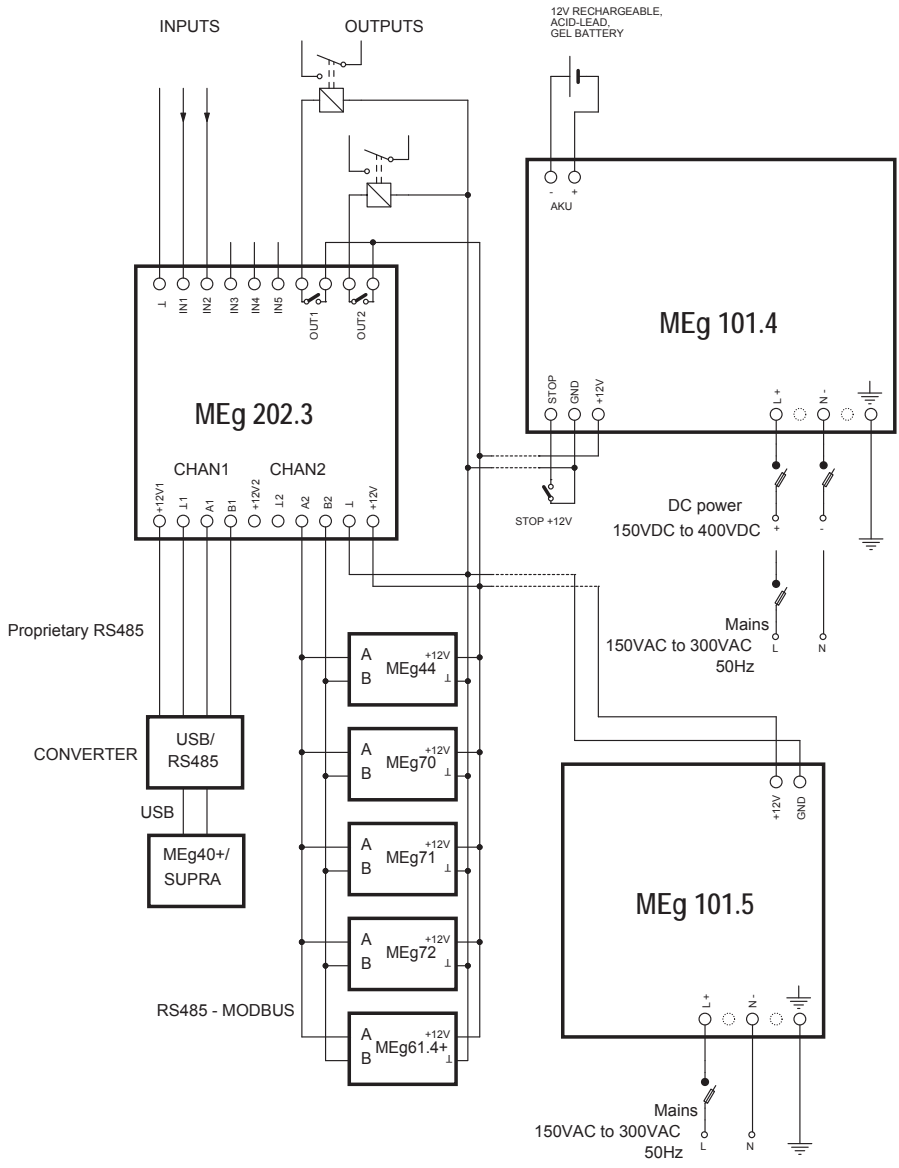 INPUTS
OUTPUTS
12V RECHARGEABLE,
ACID-LEAD,
GEL BATTERY
- +
AKU
MEg 101.4
STOP
GND
+12V
L +
N -
STOP +12V
DC power
150VDC to 400VDC
+ -
Mains
150VAC to 300VAC
50Hz
L N
⊥
IN1
IN2
IN3
IN4
IN5
OUT1
OUT2
MEg 202.3
CHAN1 CHAN2
+12V1
⊥1
A1
B1
+12V2
⊥2
A2
B2
⊥
+12V
Proprietary RS485
CONVERTER
USB/
RS485
USB
MEg40+/
SUPRA
RS485 - MODBUS
A +12V
MEg44
B ⊥
A +12V
MEg70
B ⊥
A +12V
MEg71
B ⊥
A +12V
MEg72
B ⊥
A +12V
MEg61.4+
B ⊥
+12V
GND
MEg 101.5
L +
N -
Mains
150VAC to 300VAC
50Hz
L N